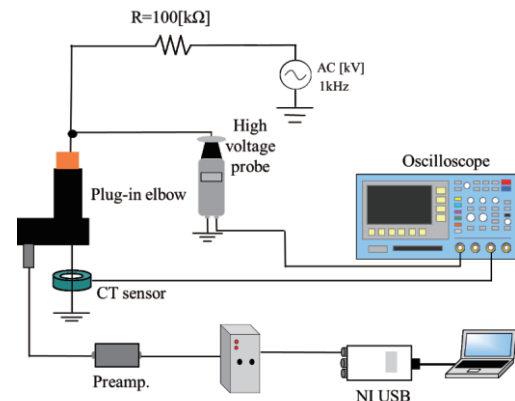 R=100[kΩ]
AC [kV]
1kHz
High
voltage
probe
Oscilloscope
Plug-in elbow
CT sensor
Preamp.
NI USB